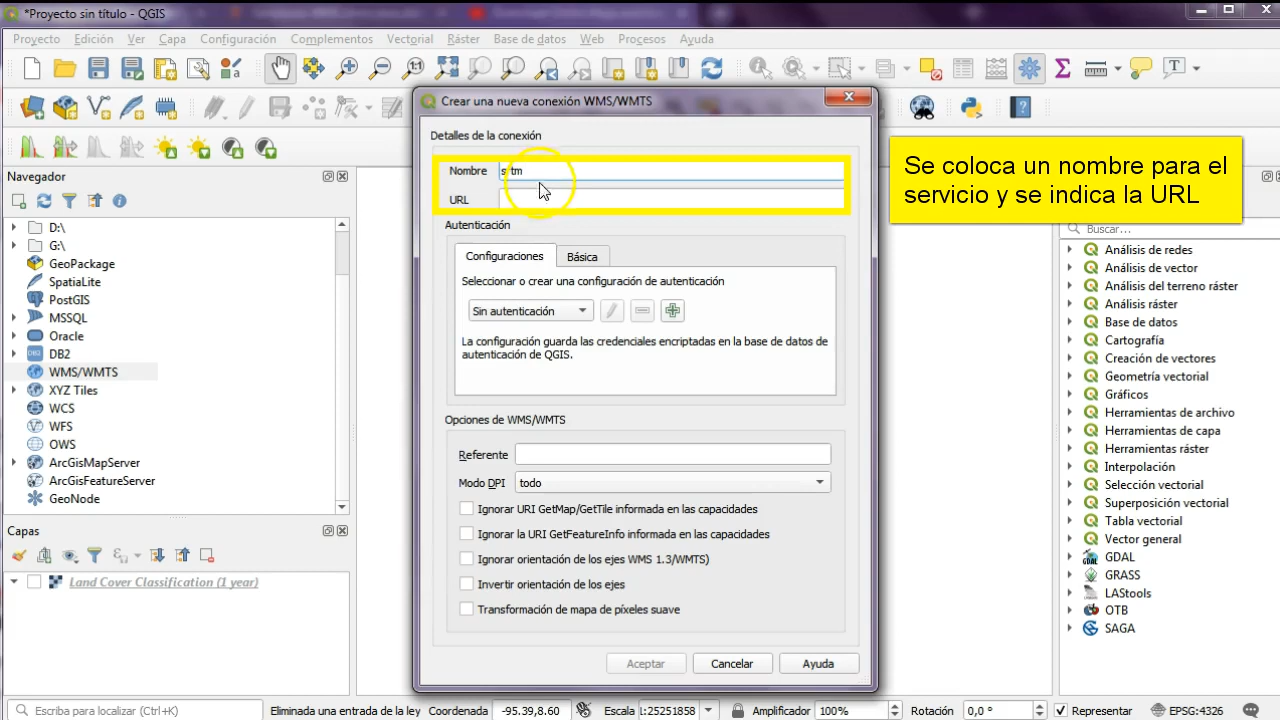 *Proyecto sin título - QGIS
Proyecto Edición Ver Capa Configuración Complementos Vectorial Ráster Base de datos Web Procesos Ayuda
Crear una nueva conexión WMS/WMTS
Detalles de la conexión
Nombre srtm
URL
Se coloca un nombre para el
servicio y se indica la URL
Autenticación
Configuraciones Básica
Seleccionar o crear una configuración de autenticación
Sin autenticación
La configuración guarda las credenciales encriptadas en la base de datos de
autenticación de QGIS.
Opciones de WMS/WMTS
Referente
Modo DPI todo
Ignorar URI GetMap/GetTile informada en las capacidades
Ignorar la URI GetFeatureInfo informada en las capacidades
Ignorar orientación de los ejes WMS 1.3/WMTS)
Invertir orientación de los ejes
Transformación de mapa de píxeles suave
Aceptar Cancelar Ayuda
Navegador
D:\
G:\
GeoPackage
SpatiaLite
PostGIS
MSSQL
Oracle
DB2
WMS/WMTS
XYZ Tiles
WCS
WFS
OWS
ArcGisMapServer
ArcGisFeatureServer
GeoNode
Capas
Land Cover Classification (1 year)
Buscar...
Análisis de redes
Análisis de vector
Análisis del terreno ráster
Análisis ráster
Base de datos
Cartografía
Creación de vectores
Geometría vectorial
Gráficos
Herramientas de archivo
Herramientas de capa
Herramientas ráster
Interpolación
Selección vectorial
Superposición vectorial
Tabla vectorial
Vector general
GDAL
GRASS
LAStools
OTB
SAGA
Escriba para localizar (Ctrl+K) Eliminada una entrada de la ley Coordenada -95.39,8.60 Escala 1:25251858 Amplificador 100% Rotación 0,0 ° Representar EPSG:4326